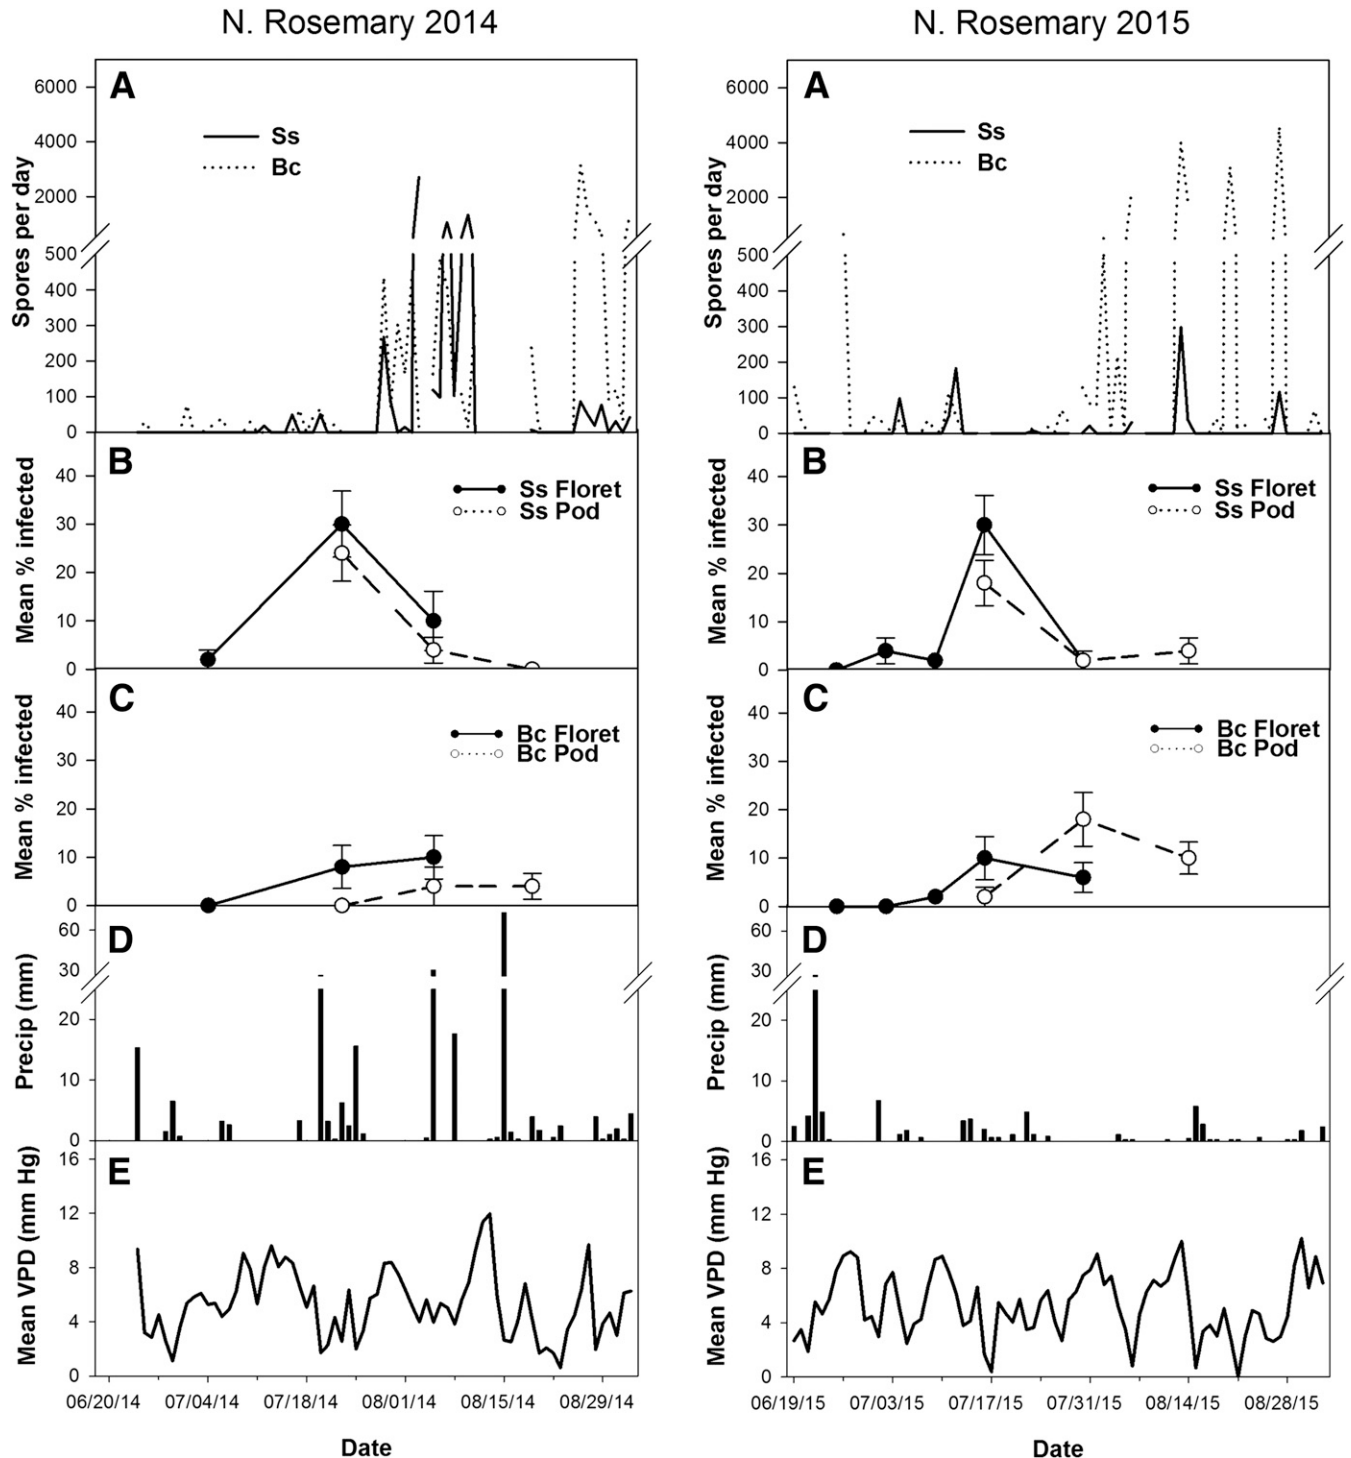 N. Rosemary 2014
A
Ss
Bc
Spores per day
6000
4000
2000
500
400
300
200
100
0
B
Ss Floret
Ss Pod
Mean % infected
40
30
20
10
0
C
Bc Floret
Bc Pod
Mean % infected
40
30
20
10
0
D
Precip (mm)
60
30
20
10
0
E
Mean VPD (mm Hg)
16
12
8
4
0
06/20/14 07/04/14 07/18/14 08/01/14 08/15/14 08/29/14
Date
N. Rosemary 2015
A
Ss
Bc
Spores per day
6000
4000
2000
500
400
300
200
100
0
B
Ss Floret
Ss Pod
Mean % infected
40
30
20
10
0
C
Bc Floret
Bc Pod
Mean % infected
40
30
20
10
0
D
Precip (mm)
60
30
20
10
0
E
Mean VPD (mm Hg)
16
12
8
4
0
06/19/15 07/03/15 07/17/15 07/31/15 08/14/15 08/28/15
Date